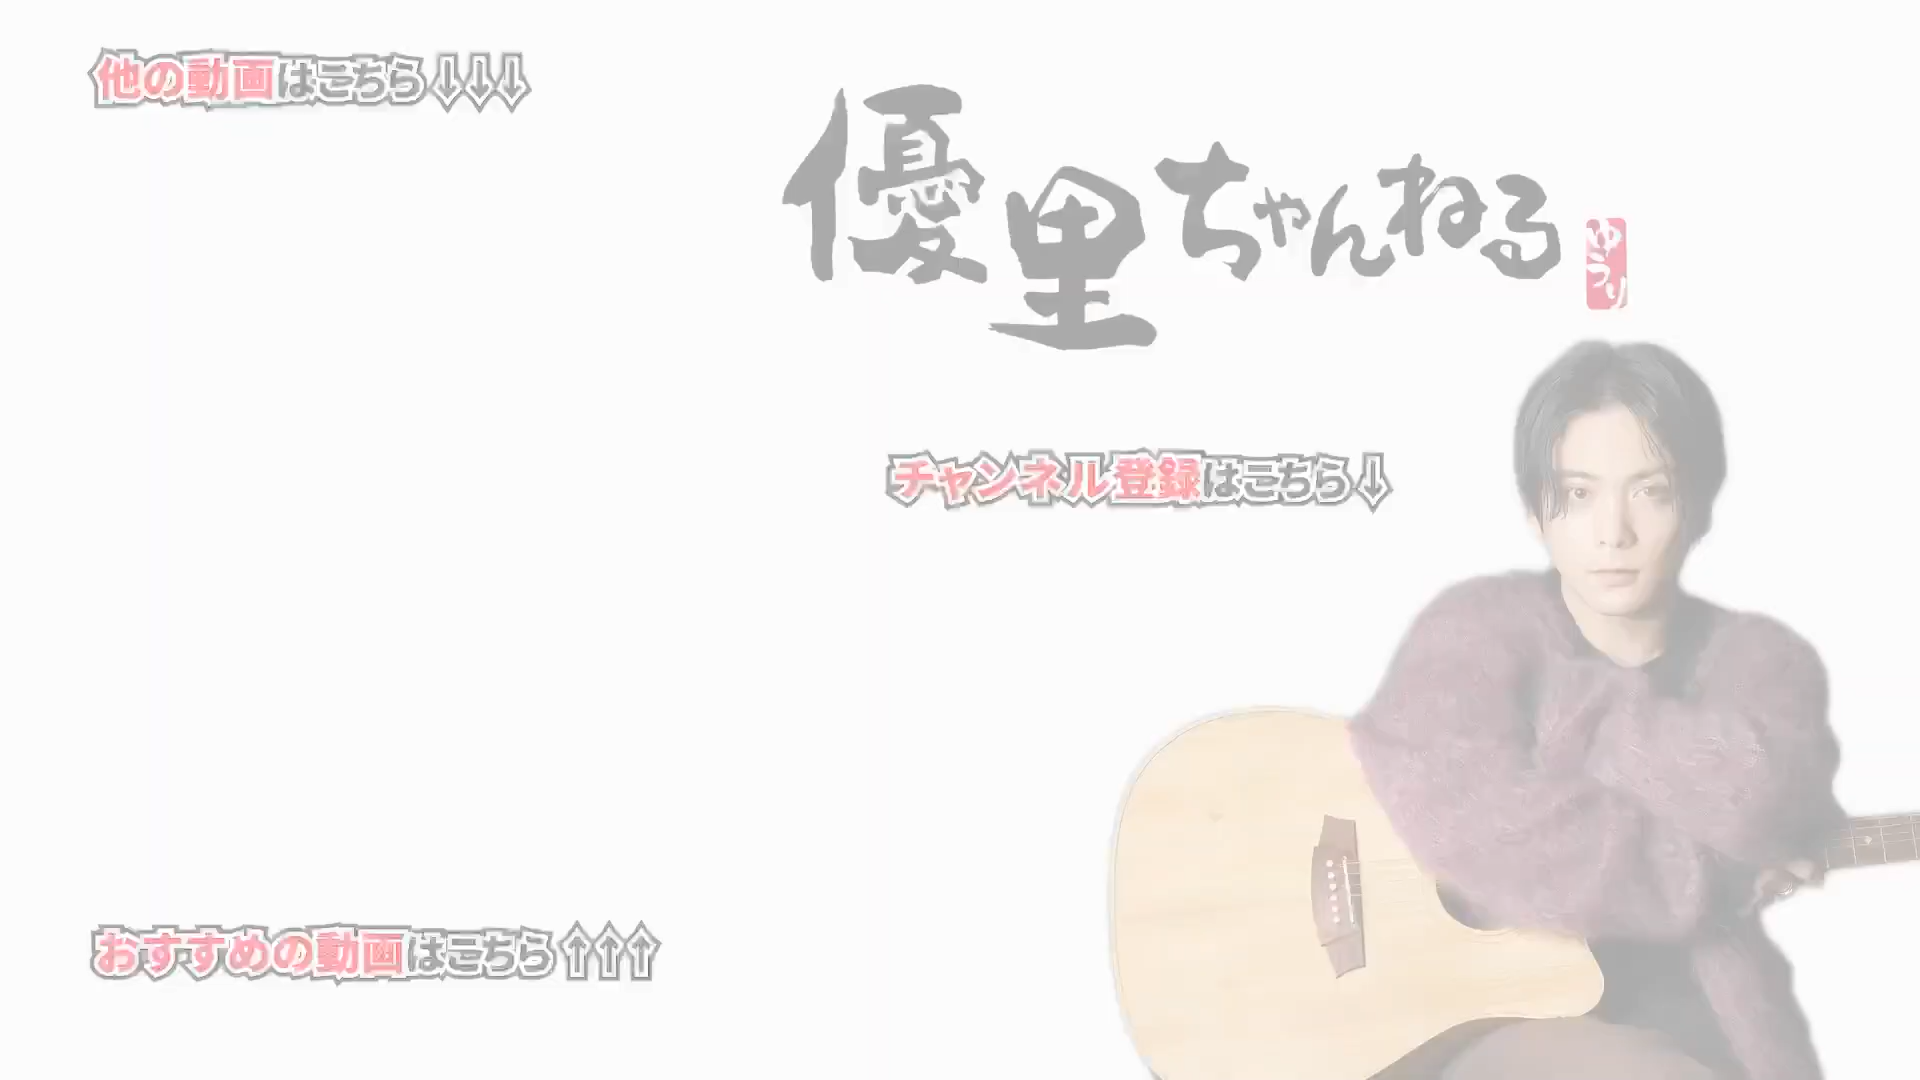 他の動画はこちら↓↓↓
優里ちゃんねる
ゆうり
チャンネル登録はこちら↓
おすすめの動画はこちら↑↑↑